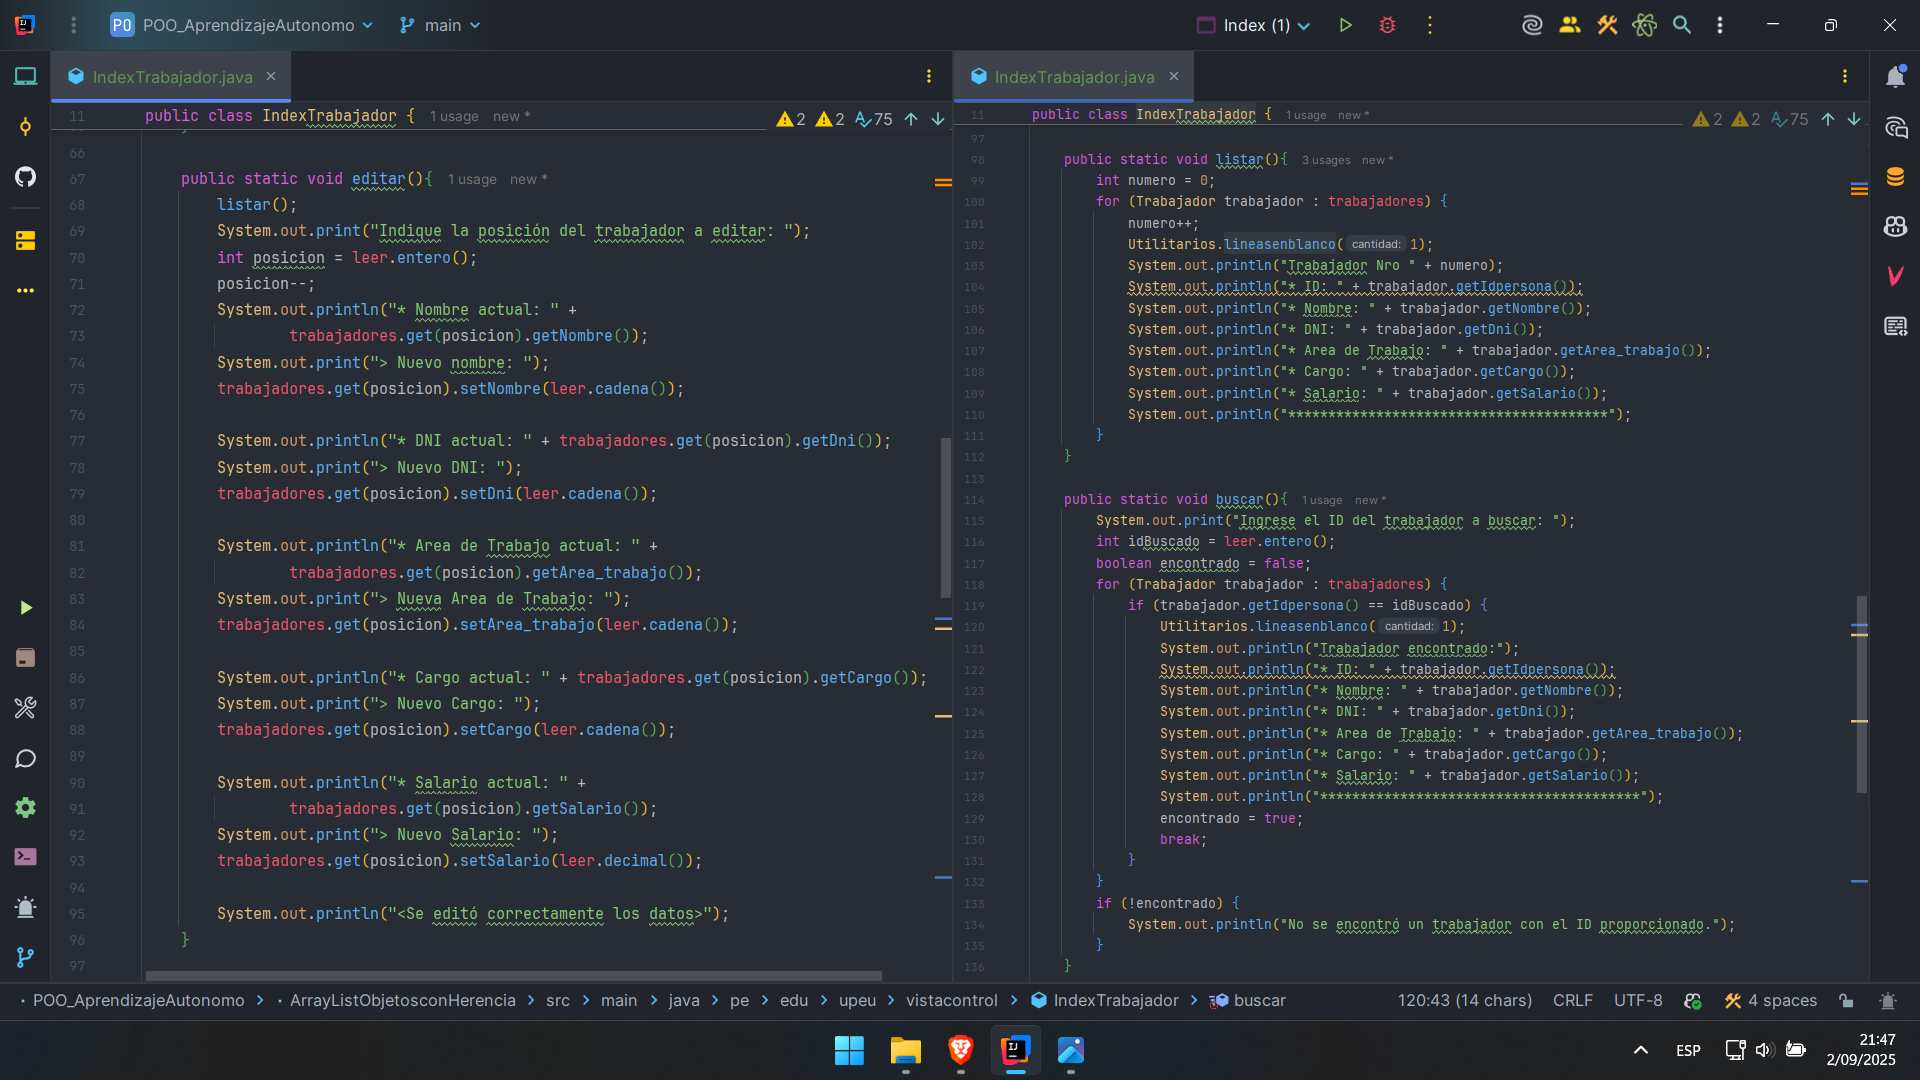 PO POO_AprendizajeAutonomo main Index (1)
IndexTrabajador.java
11 public class IndexTrabajador { 1 usage new *
2 2 75
66
67 public static void editar(){ 1 usage new *
68 listar();
69 System.out.print("Indique la posición del trabajador a editar: ");
70 int posicion = leer.entero();
71 posicion--;
72 System.out.println("* Nombre actual: " +
73 trabajadores.get(posicion).getNombre());
74 System.out.print("> Nuevo nombre: ");
75 trabajadores.get(posicion).setNombre(leer.cadena());
76
77 System.out.println("* DNI actual: " + trabajadores.get(posicion).getDni());
78 System.out.print("> Nuevo DNI: ");
79 trabajadores.get(posicion).setDni(leer.cadena());
80
81 System.out.println("* Area de Trabajo actual: " +
82 trabajadores.get(posicion).getArea_trabajo());
83 System.out.print("> Nueva Area de Trabajo: ");
84 trabajadores.get(posicion).setArea_trabajo(leer.cadena());
85
86 System.out.println("* Cargo actual: " + trabajadores.get(posicion).getCargo());
87 System.out.print("> Nuevo Cargo: ");
88 trabajadores.get(posicion).setCargo(leer.cadena());
89
90 System.out.println("* Salario actual: " +
91 trabajadores.get(posicion).getSalario());
92 System.out.print("> Nuevo Salario: ");
93 trabajadores.get(posicion).setSalario(leer.decimal());
94
95 System.out.println("<Se editó correctamente los datos>");
96 }
97
IndexTrabajador.java
11 public class IndexTrabajador { 1 usage new *
2 2 75
97
98 public static void listar(){ 3 usages new *
99 int numero = 0;
100 for (Trabajador trabajador : trabajadores) {
101 numero++;
102 Utilitarios.lineasenblanco( cantidad: 1);
103 System.out.println("Trabajador Nro " + numero);
104 System.out.println("* ID: " + trabajador.getIdpersona());
105 System.out.println("* Nombre: " + trabajador.getNombre());
106 System.out.println("* DNI: " + trabajador.getDni());
107 System.out.println("* Area de Trabajo: " + trabajador.getArea_trabajo());
108 System.out.println("* Cargo: " + trabajador.getCargo());
109 System.out.println("* Salario: " + trabajador.getSalario());
110 System.out.println("****************************************");
111 }
112 }
113
114 public static void buscar(){ 1 usage new *
115 System.out.print("Ingrese el ID del trabajador a buscar: ");
116 int idBuscado = leer.entero();
117 boolean encontrado = false;
118 for (Trabajador trabajador : trabajadores) {
119 if (trabajador.getIdpersona() == idBuscado) {
120 Utilitarios.lineasenblanco( cantidad: 1);
121 System.out.println("Trabajador encontrado:");
122 System.out.println("* ID: " + trabajador.getIdpersona());
123 System.out.println("* Nombre: " + trabajador.getNombre());
124 System.out.println("* DNI: " + trabajador.getDni());
125 System.out.println("* Area de Trabajo: " + trabajador.getArea_trabajo());
126 System.out.println("* Cargo: " + trabajador.getCargo());
127 System.out.println("* Salario: " + trabajador.getSalario());
128 System.out.println("****************************************");
129 encontrado = true;
130 break;
131 }
132 }
133 if (!encontrado) {
134 System.out.println("No se encontró un trabajador con el ID proporcionado.");
135 }
136 }
POO_AprendizajeAutonomo > ArrayListObjetosconHerencia > src > main > java > pe > edu > upeu > vistacontrol > IndexTrabajador > buscar 120:43 (14 chars) CRLF UTF-8 4 spaces
ESP 21:47
2/09/2025